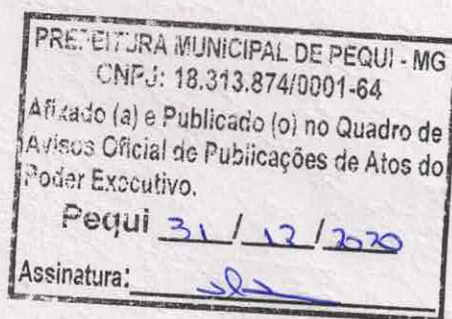 PREFEITURA MUNICIPAL DE PEQUI - MG
CNPJ: 18.313.874/0001-64
Afixado (a) e Publicado (o) no Quadro de
Avisos Oficial de Publicações de Atos do
Poder Executivo.
Pequi 31 / 12 / 2020
Assinatura: